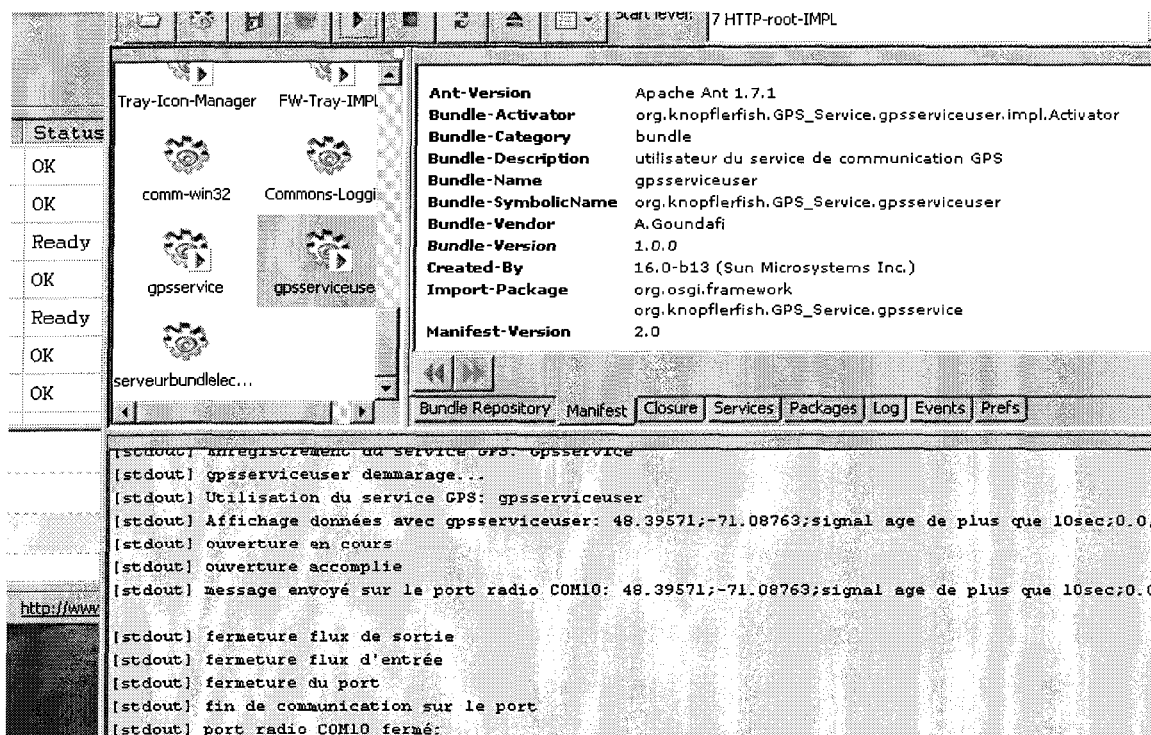 Start level: 7 HTTP-root-IMPL
Status
OK
OK
Ready
OK
Ready
OK
OK
http://www
Tray-Icon-Manager FW-Tray-IMPL
comm-win32 Commons-Loggi
gpsservice gpsserviceuse
serveurbundlelec...
Ant-Version Apache Ant 1.7.1
Bundle-Activator org.knopflerfish.GPS_Service.gpsserviceuser.impl.Activator
Bundle-Category bundle
Bundle-Description utilisateur du service de communication GPS
Bundle-Name gpsserviceuser
Bundle-SymbolicName org.knopflerfish.GPS_Service.gpsserviceuser
Bundle-Vendor A.Goundafi
Bundle-Version 1.0.0
Created-By 16.0-b13 (Sun Microsystems Inc.)
Import-Package org.osgi.framework
org.knopflerfish.GPS_Service.gpsservice
Manifest-Version 2.0
Bundle Repository Manifest Closure Services Packages Log Events Prefs
[stdout] enregistrement du service GPS: Gpsservice
[stdout] gpsserviceuser demmarage...
[stdout] Utilisation du service GPS: gpsserviceuser
[stdout] Affichage données avec gpsserviceuser: 48.39571;-71.08763;signal age de plus que 10sec;0.0,
[stdout] ouverture en cours
[stdout] ouverture accomplie
[stdout] message envoyé sur le port radio COM10: 48.39571;-71.08763;signal age de plus que 10sec;0.0
[stdout] fermeture flux de sortie
[stdout] fermeture flux d'entrée
[stdout] fermeture du port
[stdout] fin de communication sur le port
[stdout] port radio COM10 fermé: